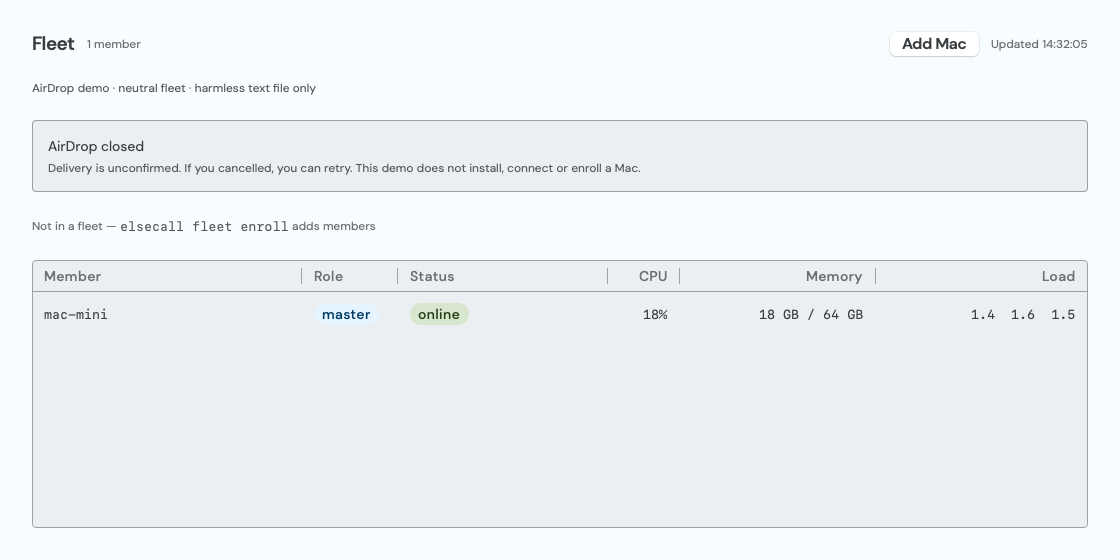 Fleet 1 member Add Mac Updated 14:32:05
AirDrop demo · neutral fleet · harmless text file only
AirDrop closed
Delivery is unconfirmed. If you cancelled, you can retry. This demo does not install, connect or enroll a Mac.
Not in a fleet — elsecall fleet enroll adds members
Member Role Status CPU Memory Load
mac-mini master online 18% 18 GB / 64 GB 1.4 1.6 1.5